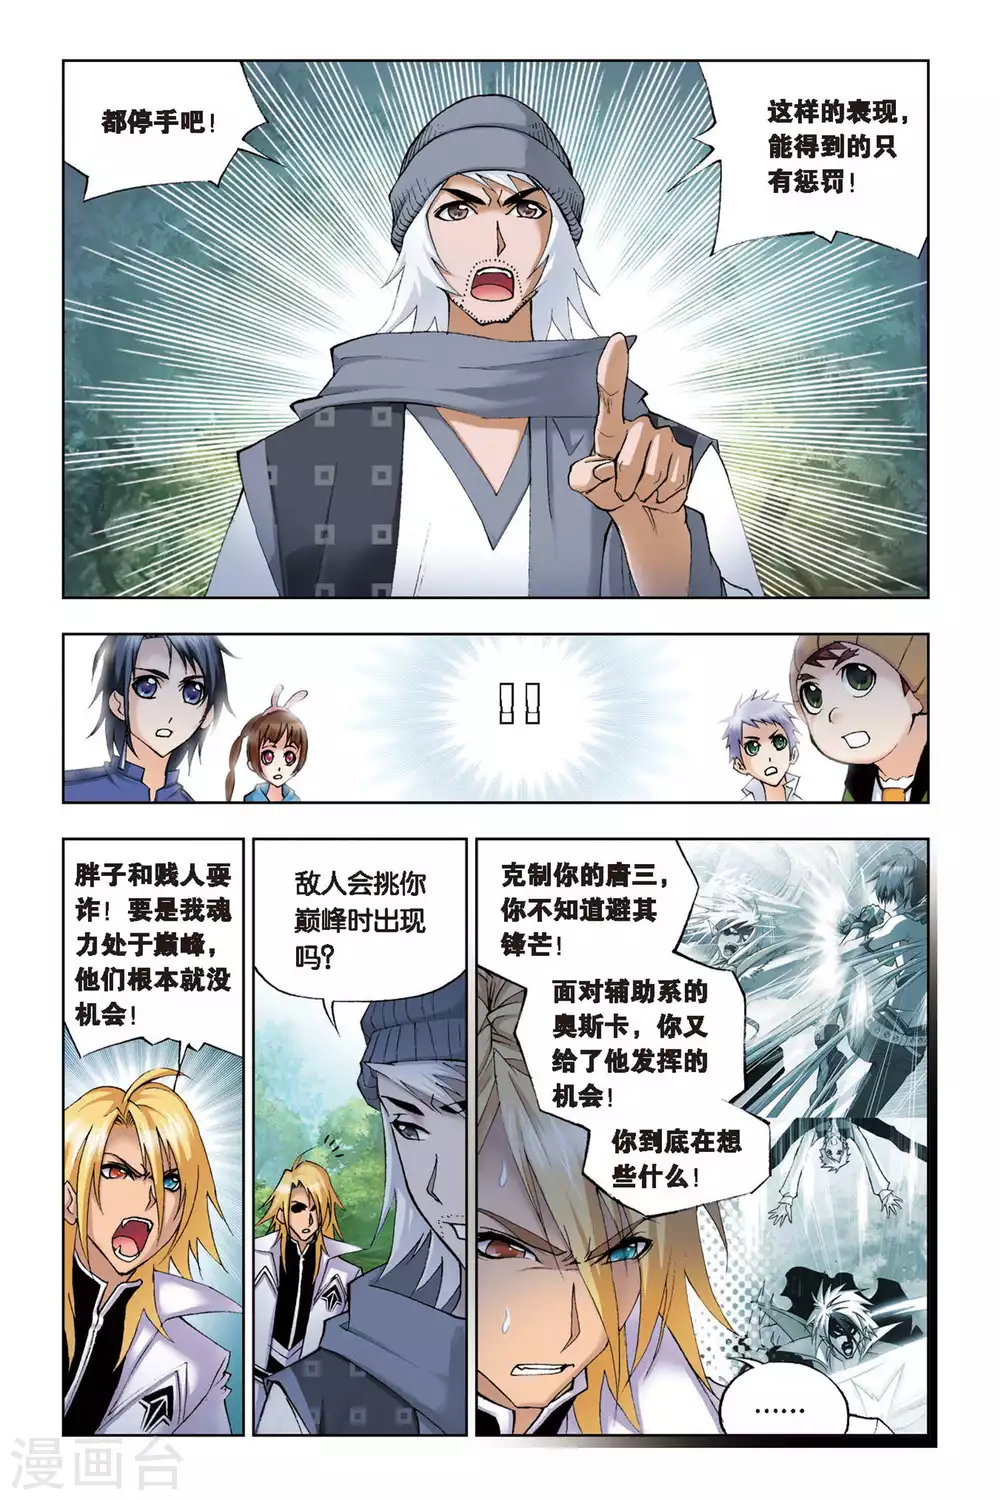 都停手吧！
这样的表现，
能得到的只
有惩罚！
胖子和贱人耍
诈！要是我魂
力处于巅峰，
他们根本就没
机会！
敌人会挑你
巅峰时出现
吗？
克制你的唐三，
你不知道避其
锋芒！
面对辅助系的
奥斯卡，你又
给了他发挥的
机会！
你到底在想
些什么！
……
漫画台